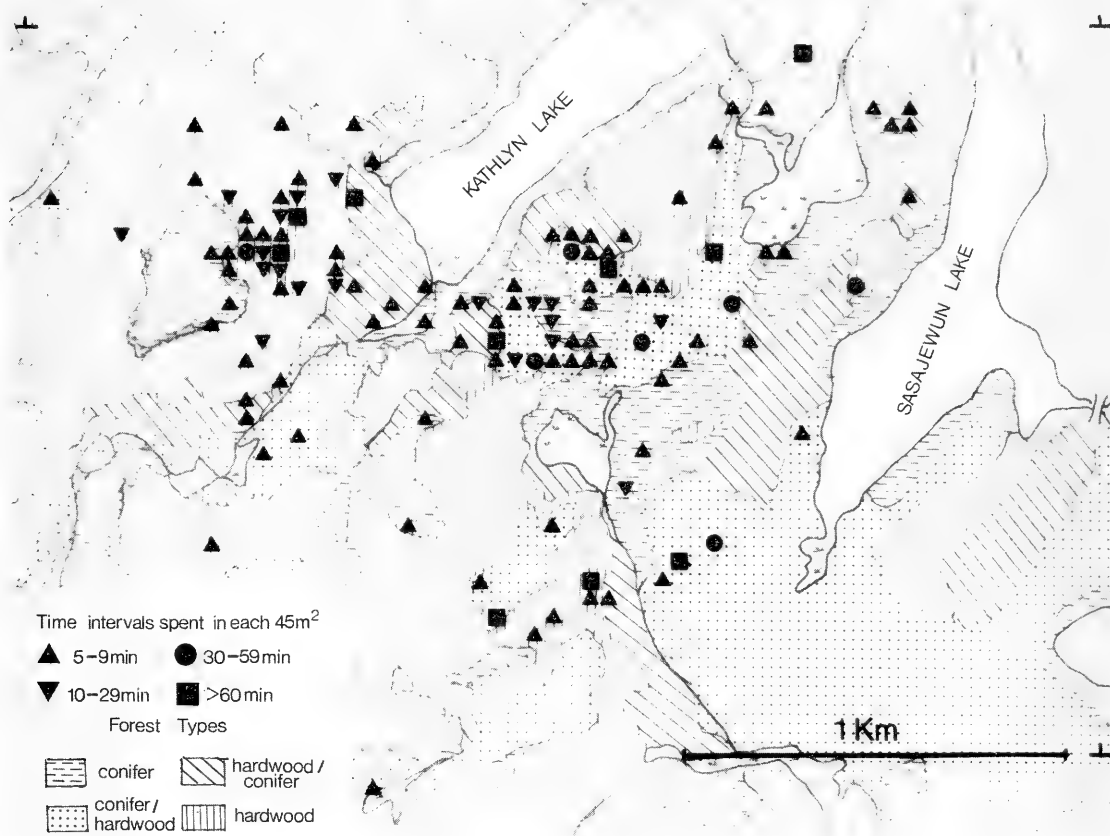 KATHLYN LAKE
SASAJEWUN LAKE
Time intervals spent in each 45m²
5-9min
30-59min
10-29min
>60min
Forest Types
conifer
hardwood /
conifer
conifer /
hardwood
hardwood
1 Km